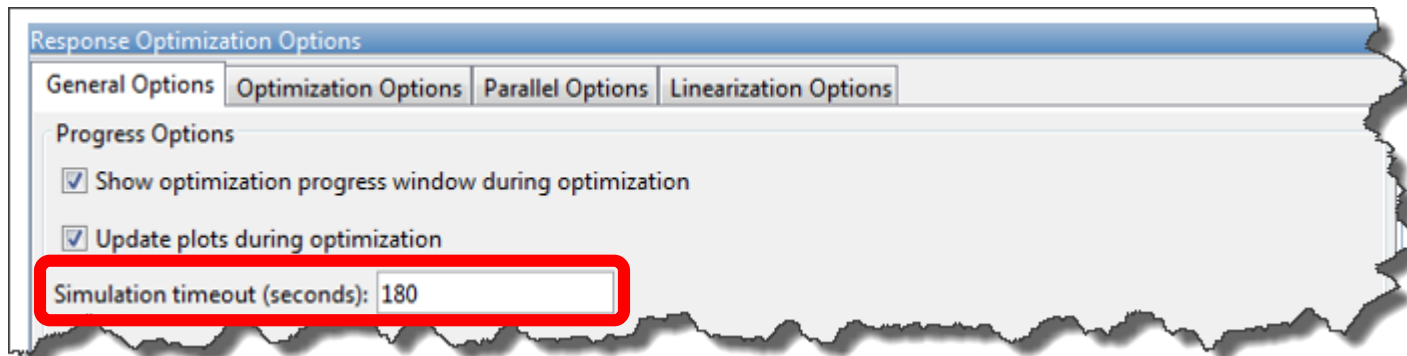 Response Optimization Options
General Options Optimization Options Parallel Options Linearization Options
Progress Options
Show optimization progress window during optimization
Update plots during optimization
Simulation timeout (seconds): 180